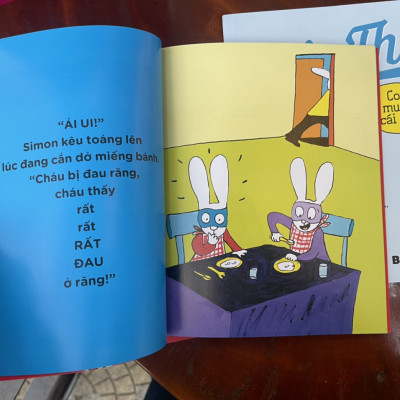 “ÁI UI!”
Simon kêu toáng lên
lúc đang cắn dở miếng bánh.
“Cháu bị đau răng,
cháu thấy
rất
rất
RẤT
ĐAU
ở răng!”
Th
Co
mu
cái
B